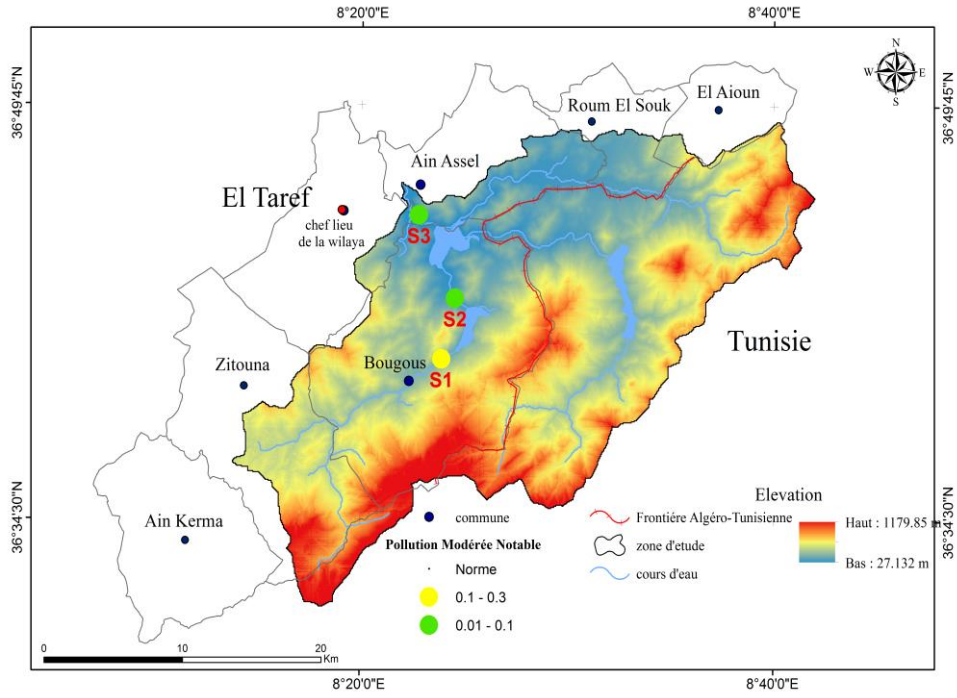 8°20'0"E
8°40'0"E
36°49'45"N
36°49'45"N
N
W
E
S
El Aioun
Roum El Souk
Ain Assel
El Taref
chef lieu
de la wilaya
S3
S2
Tunisie
Zitouna
Bougous
S1
Ain Kerma
36°34'30"N
36°34'30"N
Elevation
commune
Frontiére Algéro-Tunisienne
Haut : 1179.85 m
Pollution Modérée Notable
zone d'etude
Norme
cours d'eau
Bas : 27.132 m
0.1 - 0.3
0.01 - 0.1
0
10
20
Km
8°20'0"E
8°40'0"E